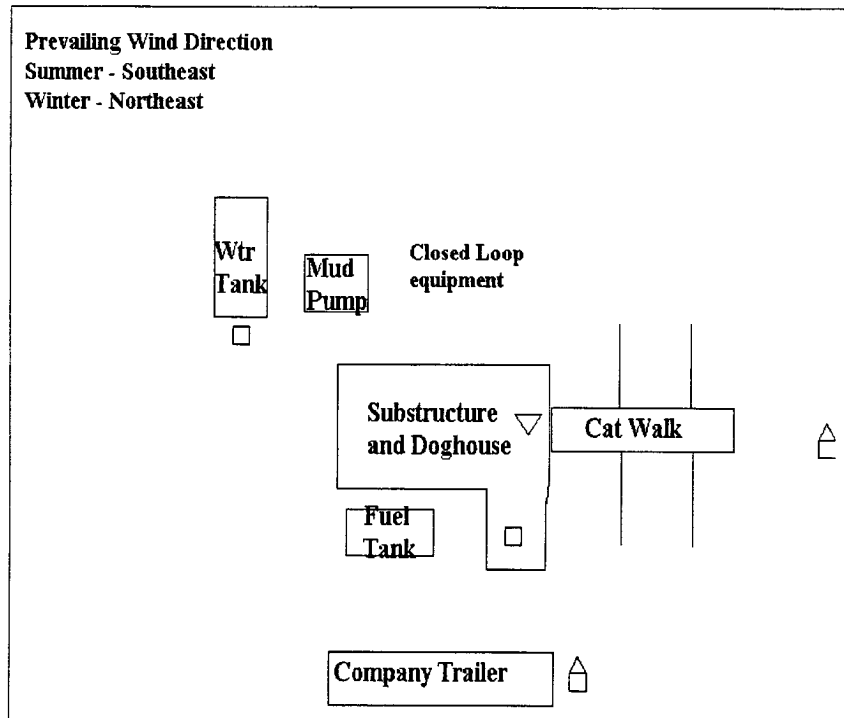 Prevailing Wind Direction
Summer - Southeast
Winter - Northeast
Wtr
Tank
Mud
Pump
Closed Loop
equipment
Substructure
and Doghouse
Cat Walk
Fuel
Tank
Company Trailer